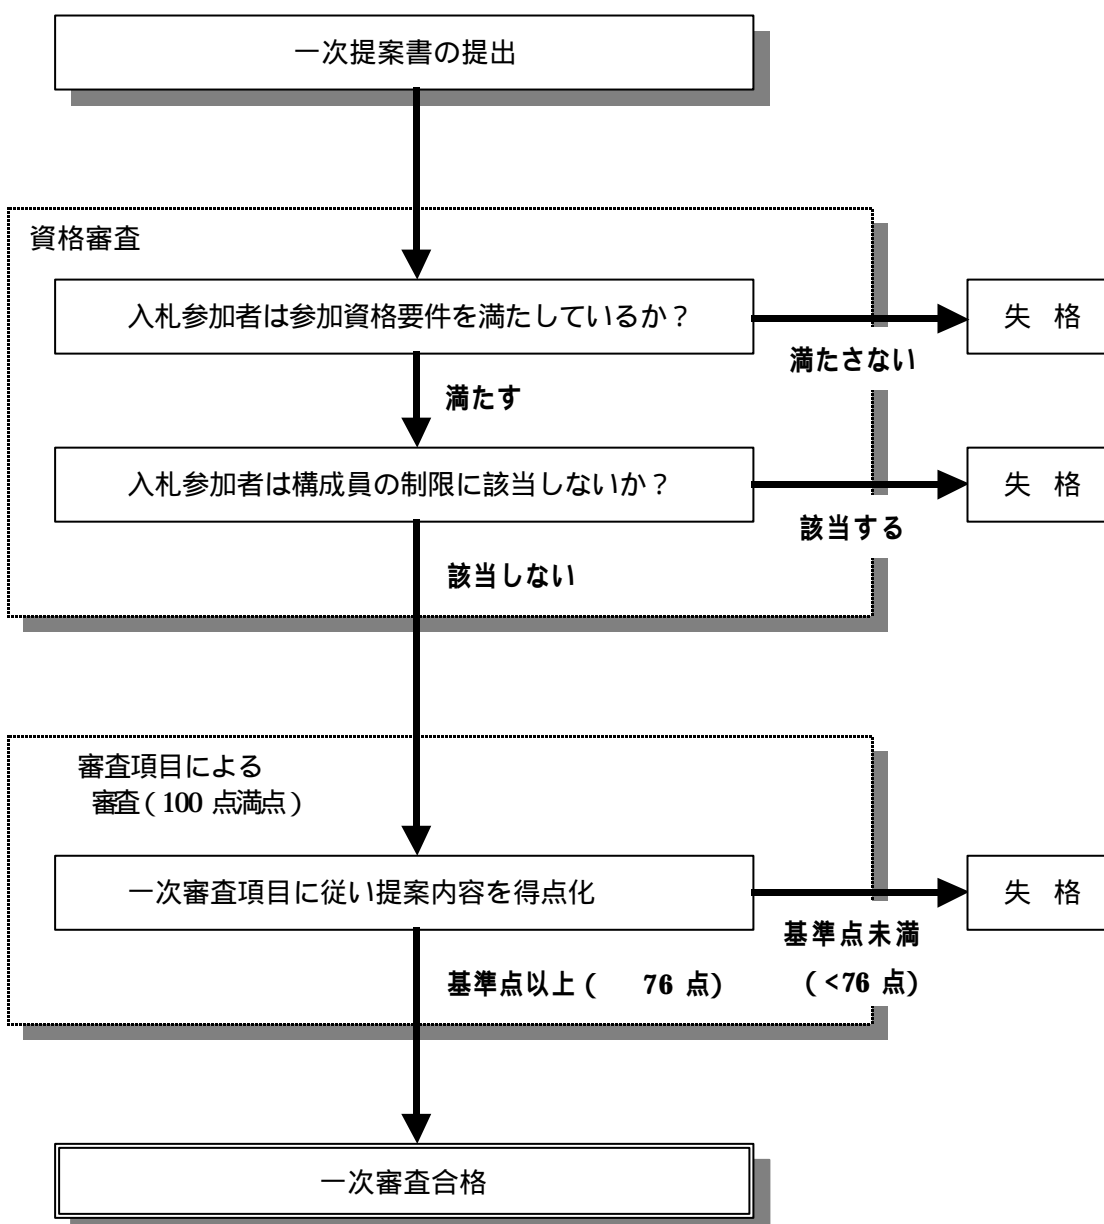 一次提案書の提出
資格審査
入札参加者は参加資格要件を満たしているか？
失 格
満たさない
満たす
入札参加者は構成員の制限に該当しないか？
失 格
該当する
該当しない
審査項目による
審査（100 点満点）
一次審査項目に従い提案内容を得点化
失 格
基準点未満
（<76 点）
基準点以上（ 76 点）
一次審査合格